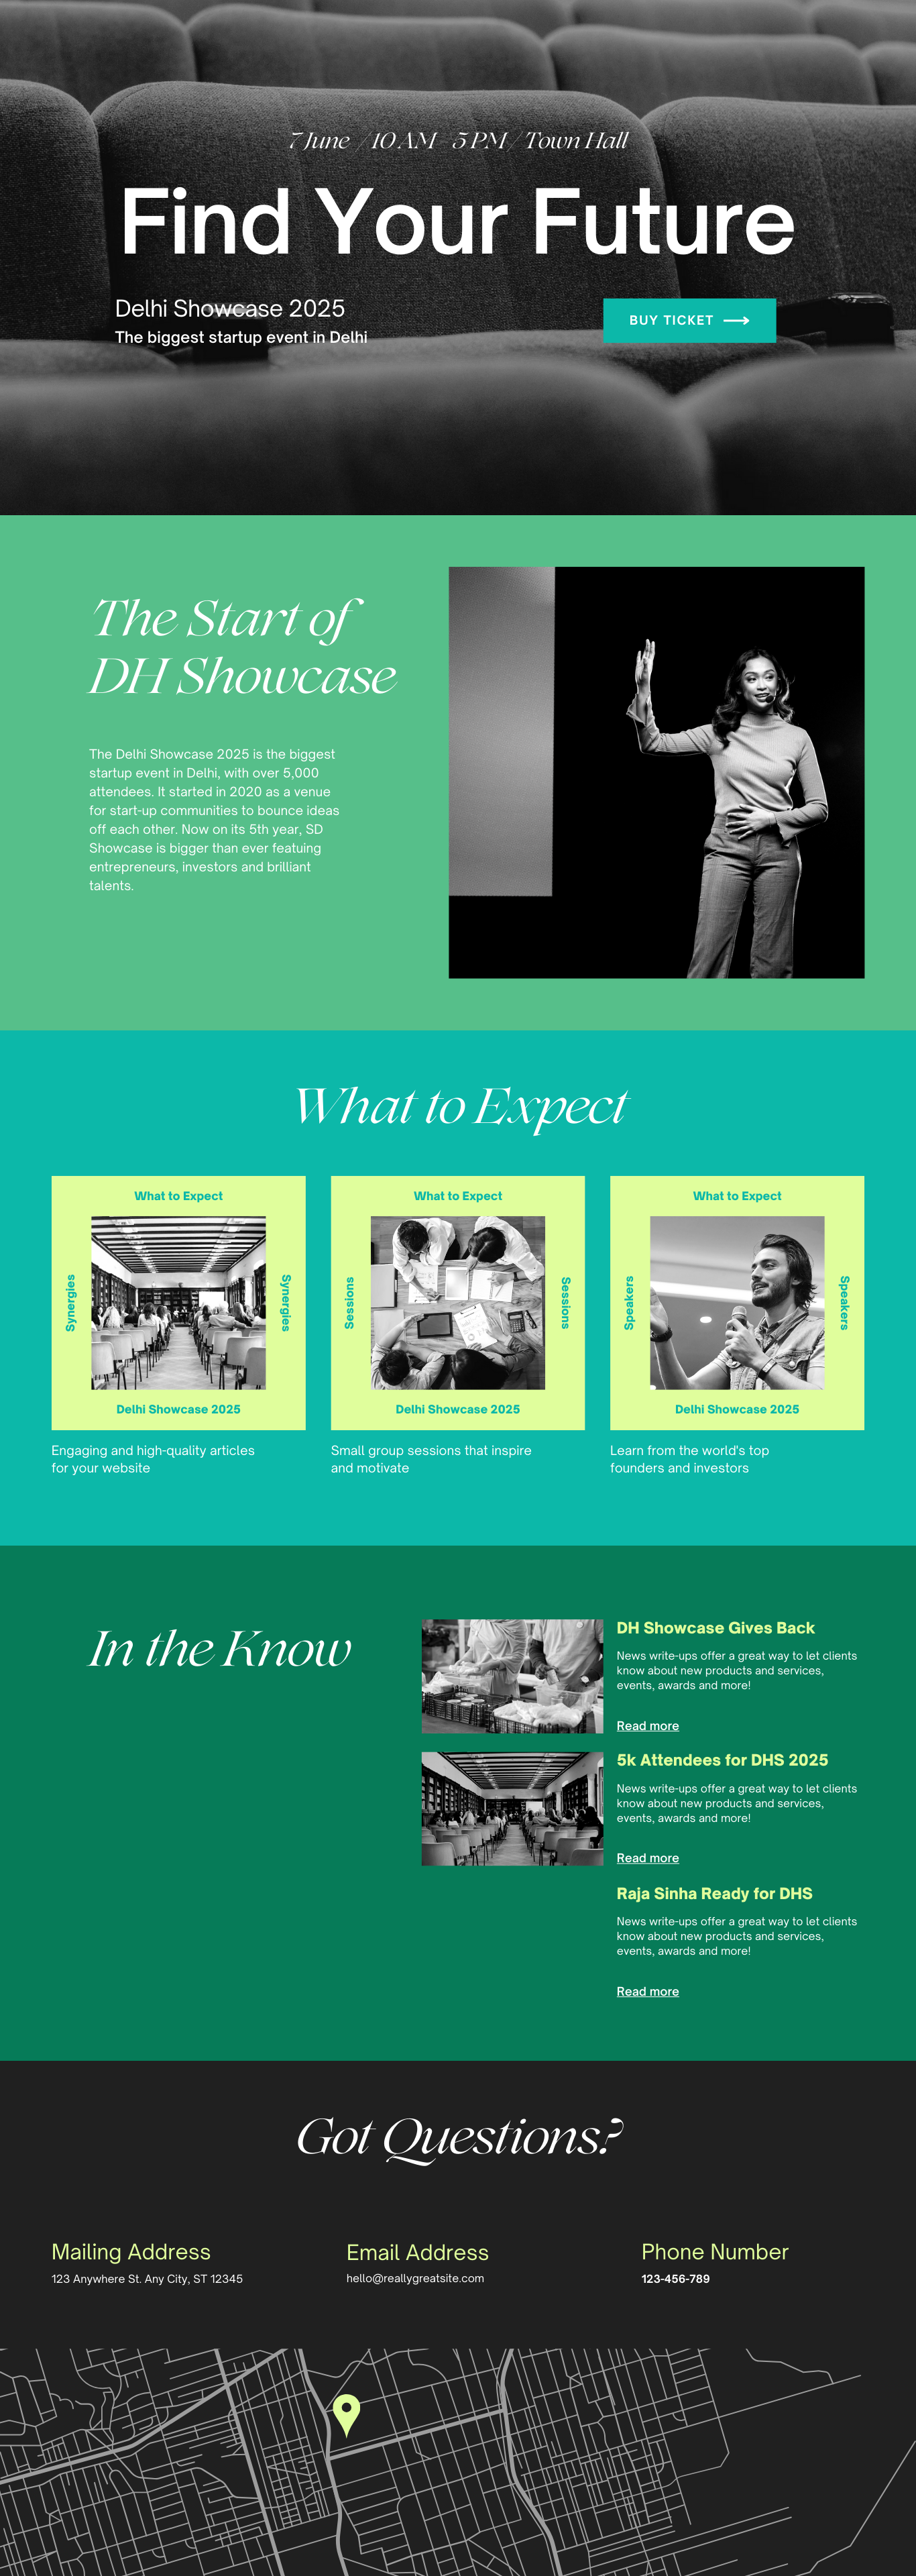 7 June / 10 AM - 5 PM / Town Hall
Find Your Future
Delhi Showcase 2025
The biggest startup event in Delhi
BUY TICKET
The Start of
DH Showcase
The Delhi Showcase 2025 is the biggest
startup event in Delhi, with over 5,000
attendees. It started in 2020 as a venue
for start-up communities to bounce ideas
off each other. Now on its 5th year, SD
Showcase is bigger than ever featuing
entrepreneurs, investors and brilliant
talents.
What to Expect
What to Expect
Synergies
Synergies
Delhi Showcase 2025
Engaging and high-quality articles
for your website
What to Expect
Sessions
Sessions
Delhi Showcase 2025
Small group sessions that inspire
and motivate
What to Expect
Speakers
Speakers
Delhi Showcase 2025
Learn from the world's top
founders and investors
In the Know
DH Showcase Gives Back
News write-ups offer a great way to let clients
know about new products and services,
events, awards and more!
Read more
5k Attendees for DHS 2025
News write-ups offer a great way to let clients
know about new products and services,
events, awards and more!
Read more
Raja Sinha Ready for DHS
News write-ups offer a great way to let clients
know about new products and services,
events, awards and more!
Read more
Got Questions?
Mailing Address
123 Anywhere St. Any City, ST 12345
Email Address
hello@reallygreatsite.com
Phone Number
123-456-789